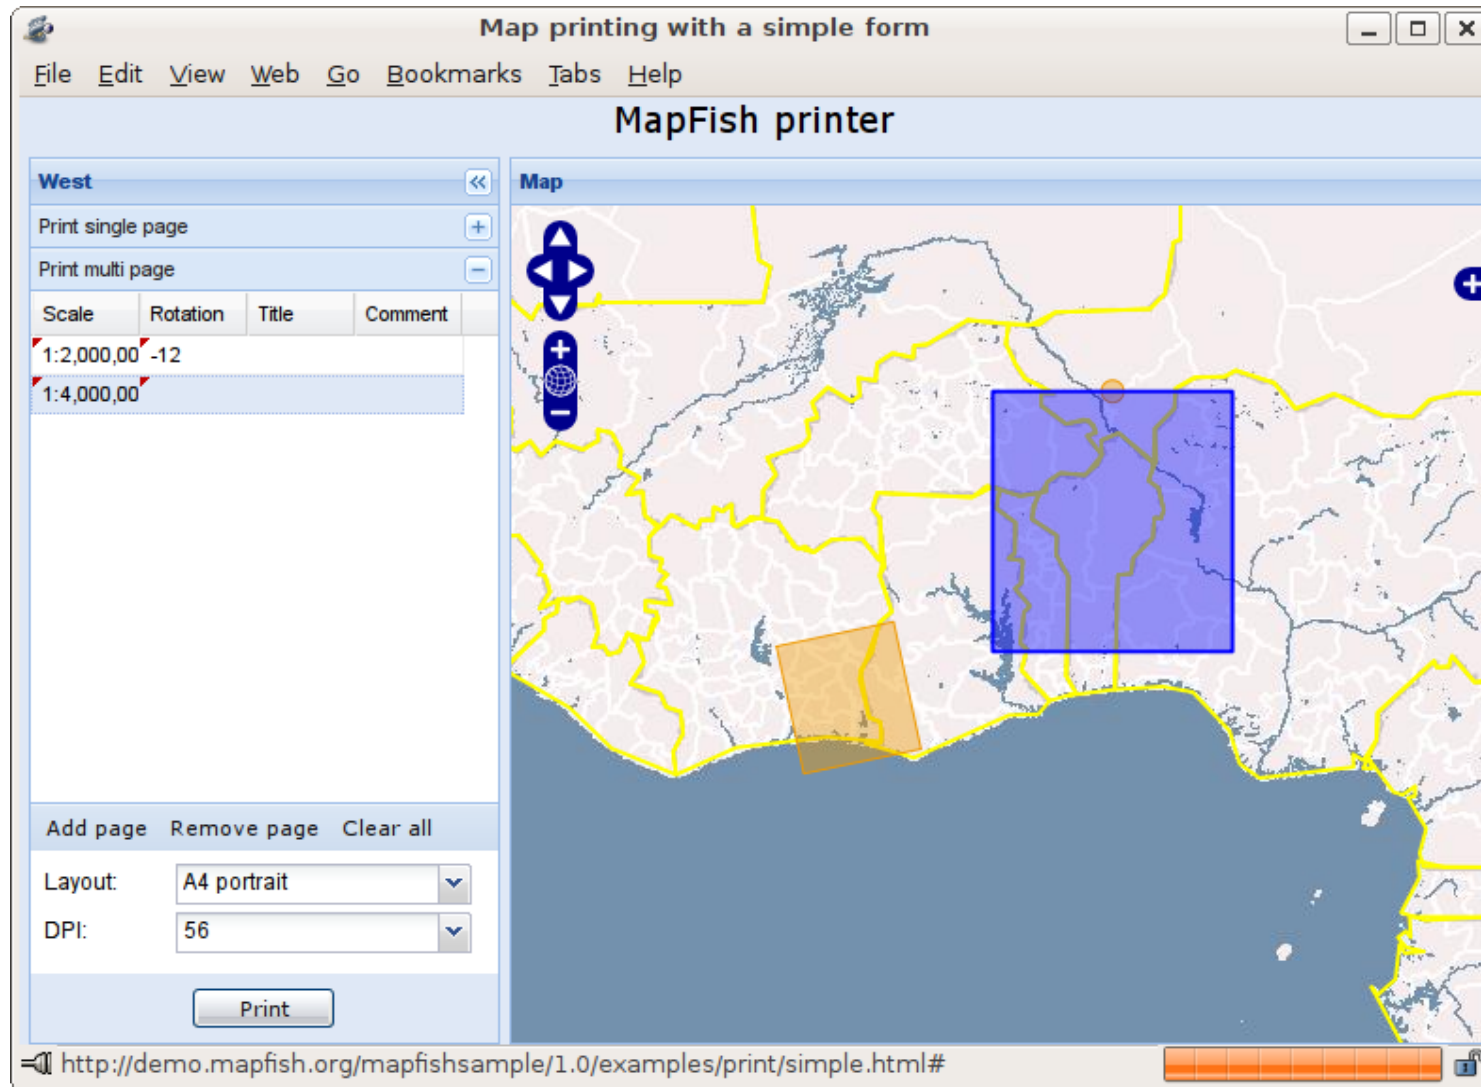 Map printing with a simple form
File Edit View Web Go Bookmarks Tabs Help
MapFish printer
West
Map
Print single page
Print multi page
Scale Rotation Title Comment
1:2,000,00 -12
1:4,000,00
Add page Remove page Clear all
Layout: A4 portrait
DPI: 56
Print
http://demo.mapfish.org/mapfishsample/1.0/examples/print/simple.html#